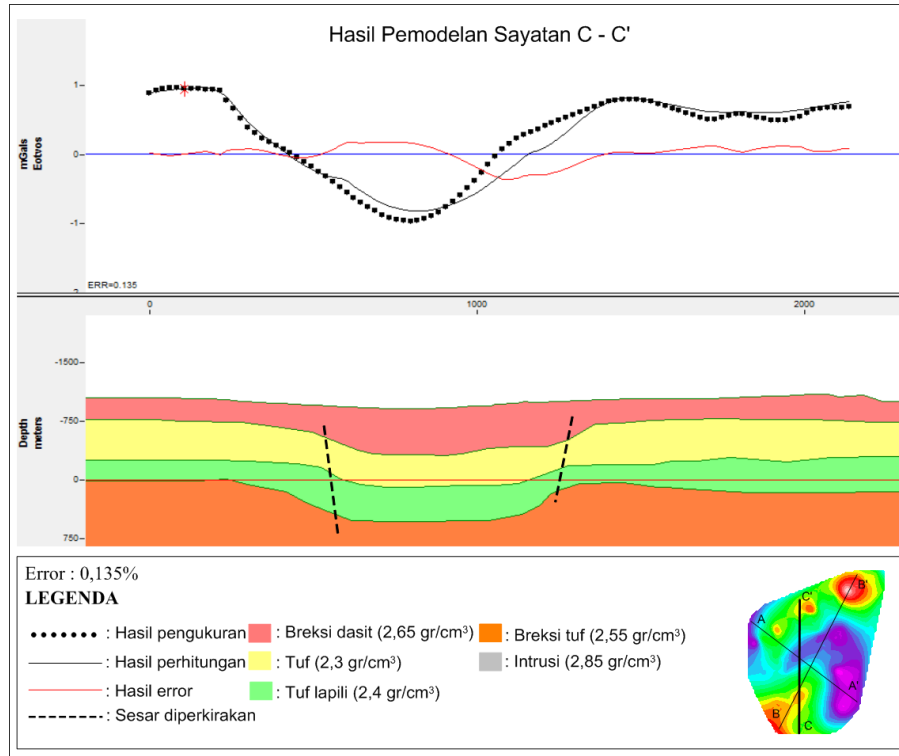 Hasil Pemodelan Sayatan C - C'
mGals
Eotvros
1
0
-1
2
ERR=0.135
0
1000
2000
Depth
meters
-1500
-750
0
750
Error : 0,135%
LEGENDA
: Hasil pengukuran
: Breksi dasit (2,65 gr/cm³)
: Breksi tuf (2,55 gr/cm³)
: Hasil perhitungan
: Tuf (2,3 gr/cm³)
: Intrusi (2,85 gr/cm³)
: Hasil error
: Tuf lapili (2,4 gr/cm³)
: Sesar diperkirakan
B'
C'
A
A'
B
C